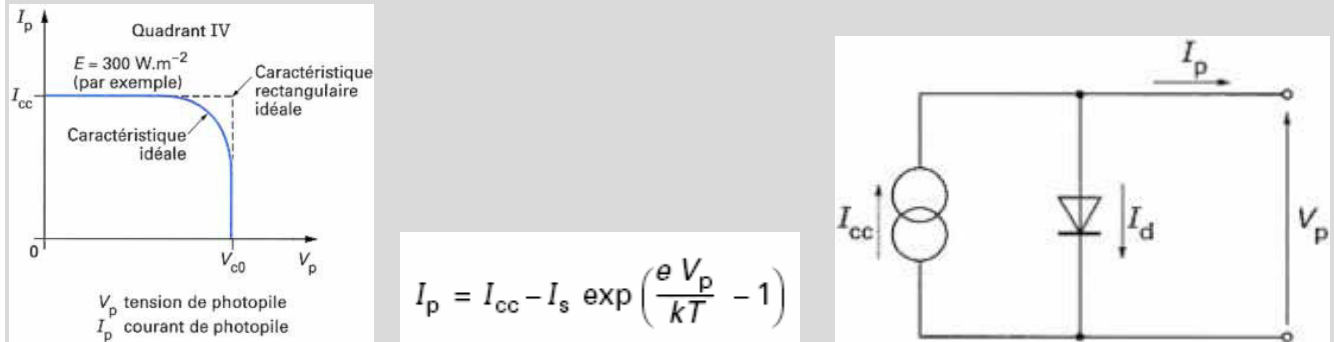 I_p
Quadrant IV
E = 300 W.m⁻²
(par exemple)
Caractéristique
rectangulaire
idéale
I_cc
Caractéristique
idéale
0
V_c0
V_p
V_p tension de photopile
I_p courant de photopile
I_p = I_cc − I_s exp(e V_p / kT − 1)
I_p
I_cc
I_d
V_p